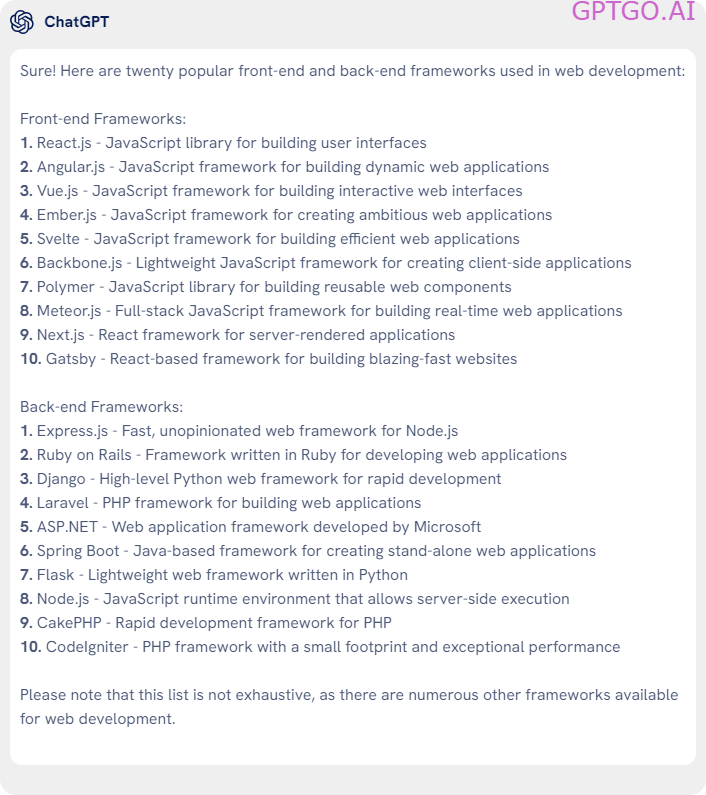 ChatGPT
GPTGO.AI
Sure! Here are twenty popular front-end and back-end frameworks used in web development:
Front-end Frameworks:
1. React.js - JavaScript library for building user interfaces
2. Angular.js - JavaScript framework for building dynamic web applications
3. Vue.js - JavaScript framework for building interactive web interfaces
4. Ember.js - JavaScript framework for creating ambitious web applications
5. Svelte - JavaScript framework for building efficient web applications
6. Backbone.js - Lightweight JavaScript framework for creating client-side applications
7. Polymer - JavaScript library for building reusable web components
8. Meteor.js - Full-stack JavaScript framework for building real-time web applications
9. Next.js - React framework for server-rendered applications
10. Gatsby - React-based framework for building blazing-fast websites
Back-end Frameworks:
1. Express.js - Fast, unopinionated web framework for Node.js
2. Ruby on Rails - Framework written in Ruby for developing web applications
3. Django - High-level Python web framework for rapid development
4. Laravel - PHP framework for building web applications
5. ASP.NET - Web application framework developed by Microsoft
6. Spring Boot - Java-based framework for creating stand-alone web applications
7. Flask - Lightweight web framework written in Python
8. Node.js - JavaScript runtime environment that allows server-side execution
9. CakePHP - Rapid development framework for PHP
10. CodeIgniter - PHP framework with a small footprint and exceptional performance
Please note that this list is not exhaustive, as there are numerous other frameworks available
for web development.